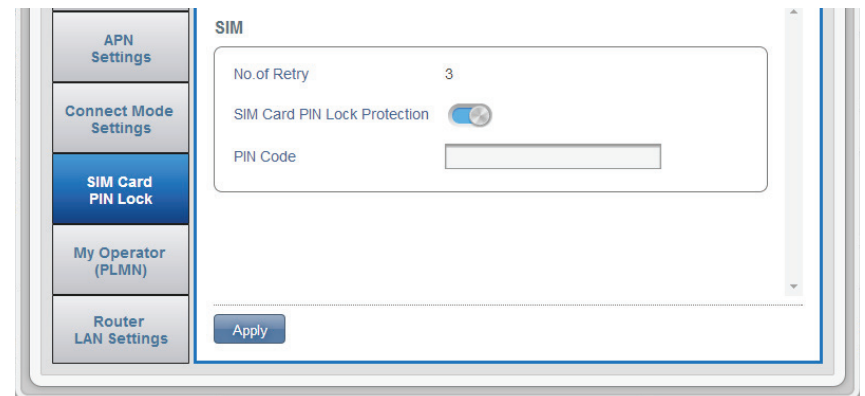 APN
Settings
Connect Mode
Settings
SIM Card
PIN Lock
My Operator
(PLMN)
Router
LAN Settings
SIM
No.of Retry 3
SIM Card PIN Lock Protection
PIN Code
Apply